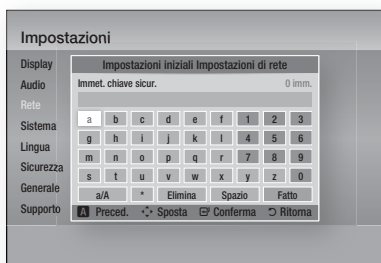 Impostazioni
Display
Audio
Rete
Sistema
Lingua
Sicurezza
Generale
Supporto
Impostazioni iniziali Impostazioni di rete
Immet. chiave sicur. 0 imm.
a b c d e f 1 2 3
g h i j k l 4 5 6
m n o p q r 7 8 9
s t u v w x y z 0
a/A * Elimina Spazio Fatto
A Preced. Sposta Conferma Ritorna